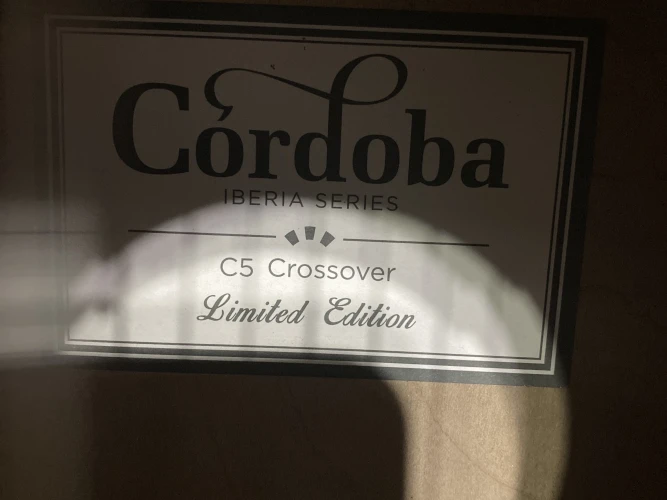 Córdoba
IBERIA SERIES
C5 Crossover
Limited Edition